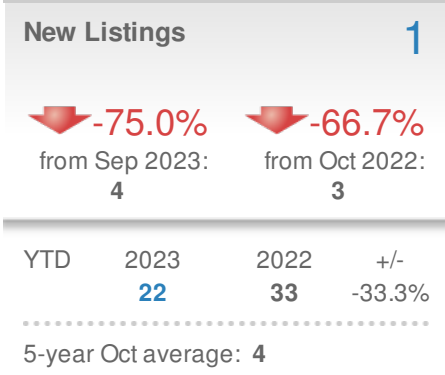 New Listings 1
-75.0% -66.7%
from Sep 2023: from Oct 2022:
4 3
YTD 2023 2022 +/-
22 33 -33.3%
5-year Oct average: 4